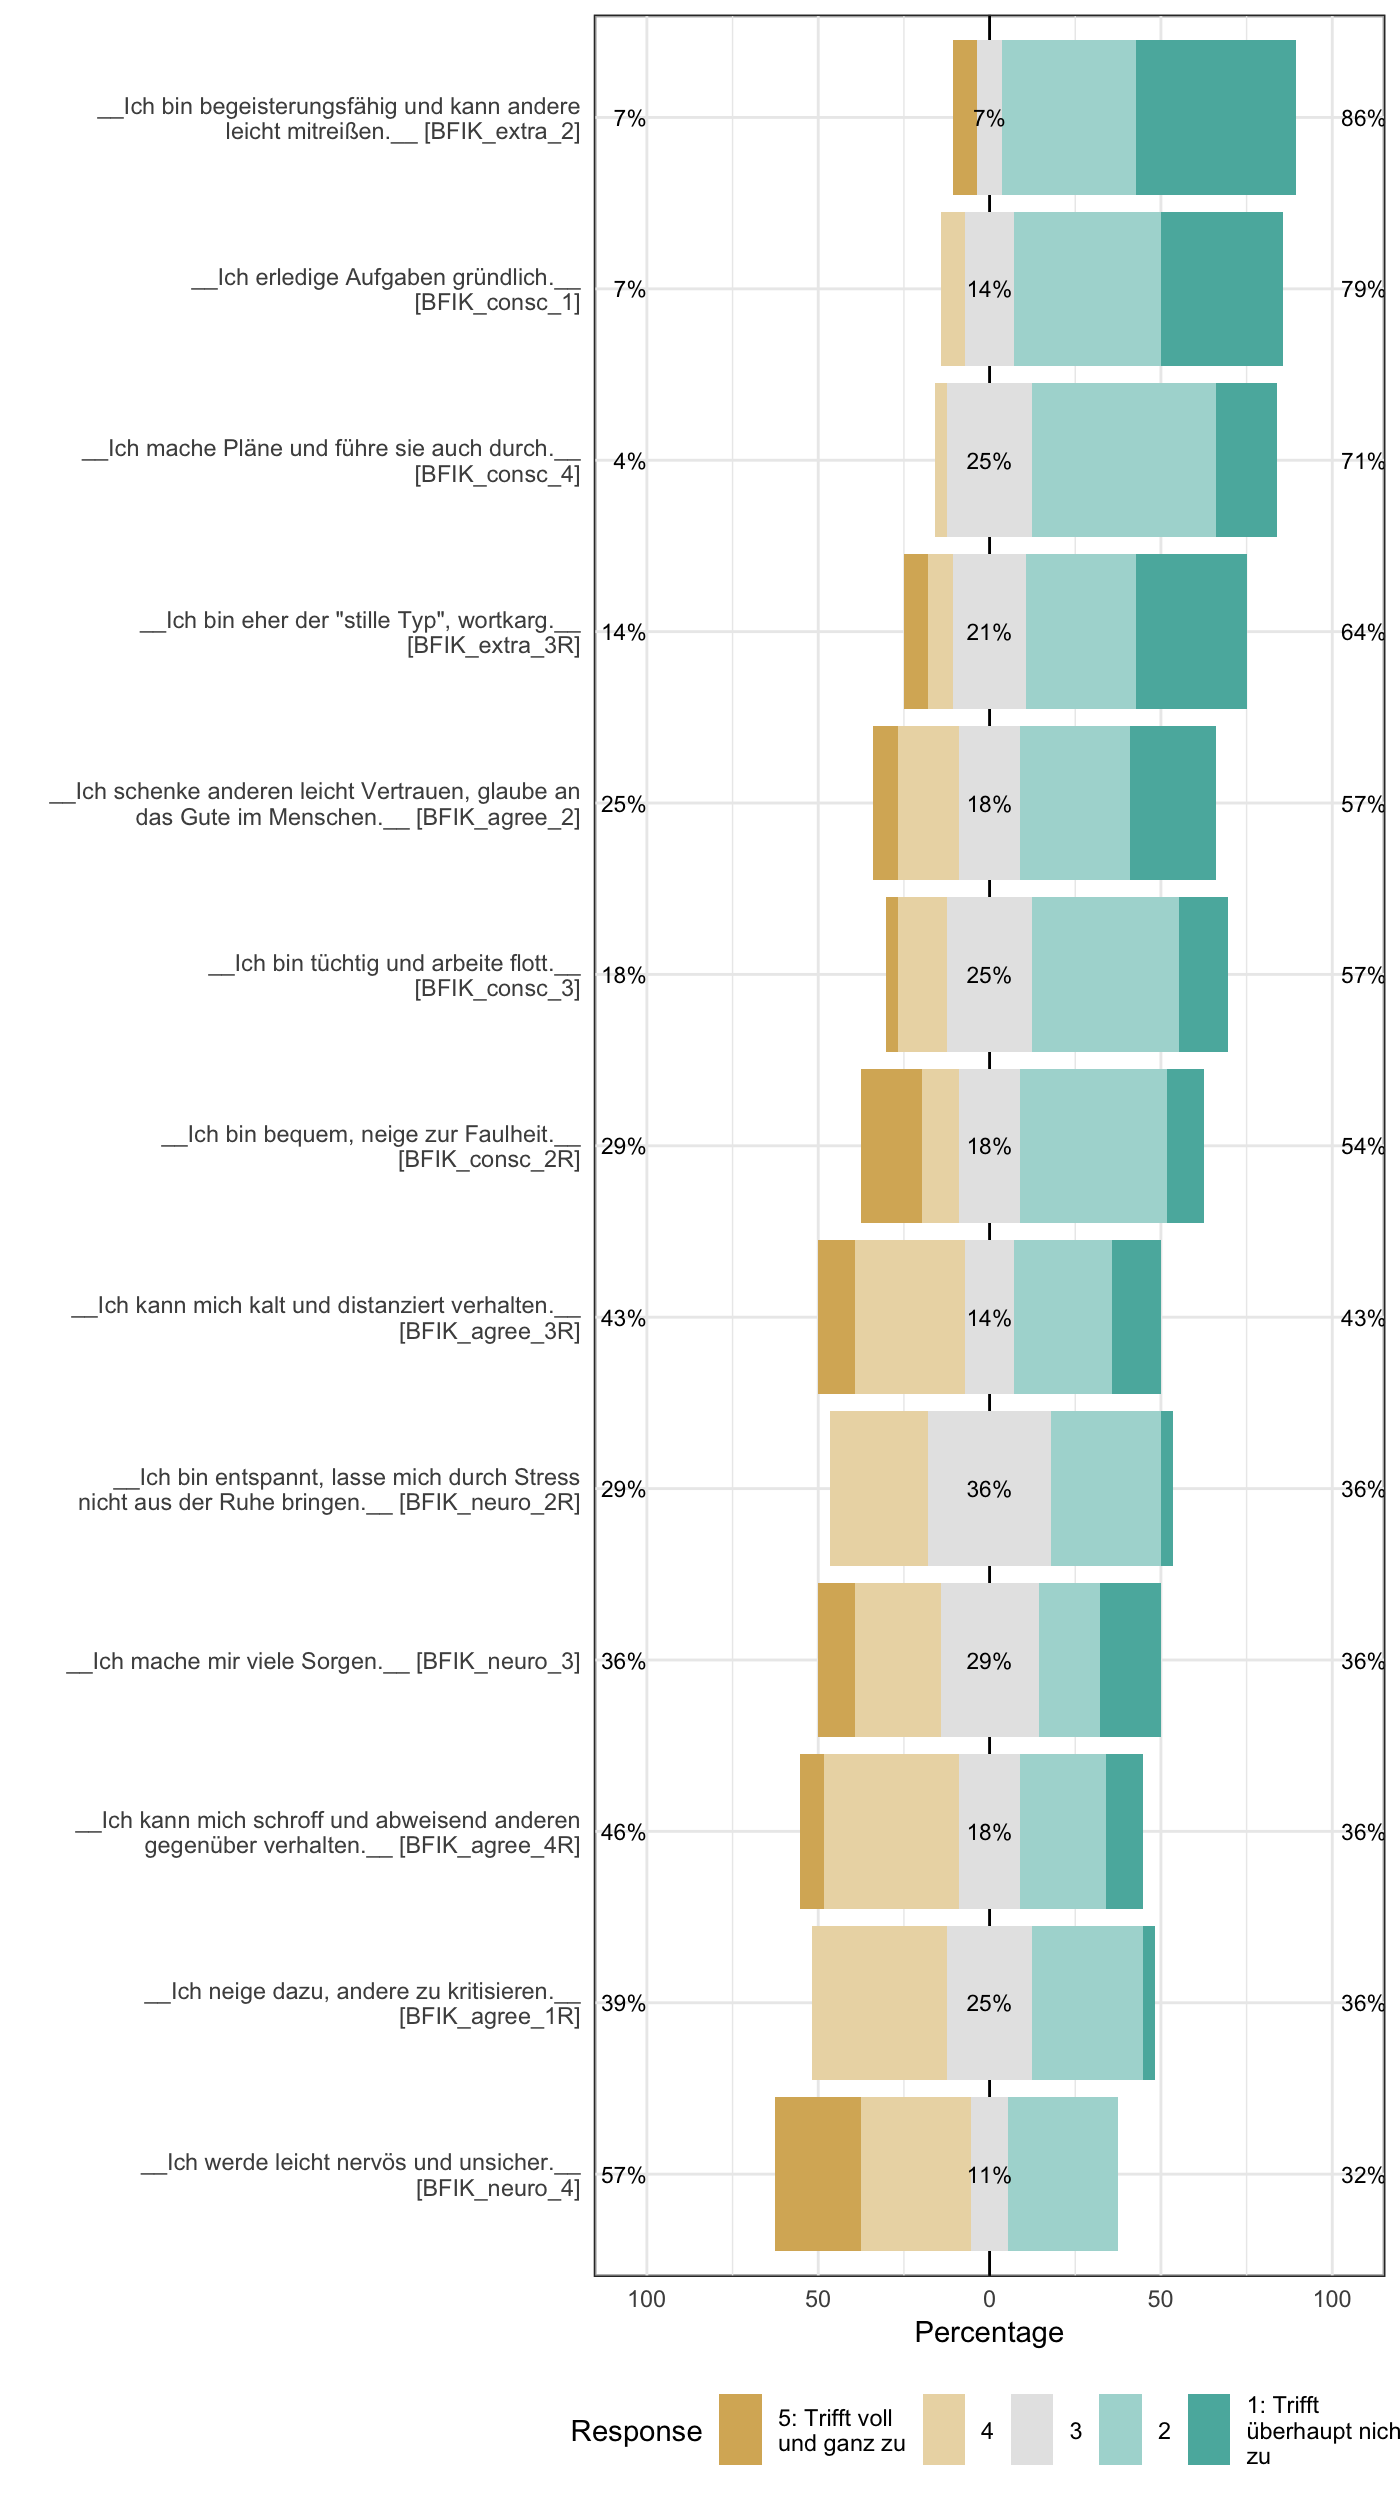 __Ich bin begeisterungsfähig und kann andere
leicht mitreißen.__ [BFIK_extra_2]
7%
7%
86%
__Ich erledige Aufgaben gründlich.__
[BFIK_consc_1]
7%
14%
79%
__Ich mache Pläne und führe sie auch durch.__
[BFIK_consc_4]
4%
25%
71%
__Ich bin eher der "stille Typ", wortkarg.__
[BFIK_extra_3R]
14%
21%
64%
__Ich schenke anderen leicht Vertrauen, glaube an
das Gute im Menschen.__ [BFIK_agree_2]
25%
18%
57%
__Ich bin tüchtig und arbeite flott.__
[BFIK_consc_3]
18%
25%
57%
__Ich bin bequem, neige zur Faulheit.__
[BFIK_consc_2R]
29%
18%
54%
__Ich kann mich kalt und distanziert verhalten.__
[BFIK_agree_3R]
43%
14%
43%
__Ich bin entspannt, lasse mich durch Stress
nicht aus der Ruhe bringen.__ [BFIK_neuro_2R]
29%
36%
36%
__Ich mache mir viele Sorgen.__ [BFIK_neuro_3]
36%
29%
36%
__Ich kann mich schroff und abweisend anderen
gegenüber verhalten.__ [BFIK_agree_4R]
46%
18%
36%
__Ich neige dazu, andere zu kritisieren.__
[BFIK_agree_1R]
39%
25%
36%
__Ich werde leicht nervös und unsicher.__
[BFIK_neuro_4]
57%
11%
32%
100 50 0 50 100
Percentage
Response
5: Trifft voll
und ganz zu
4
3
2
1: Trifft
überhaupt nich
zu